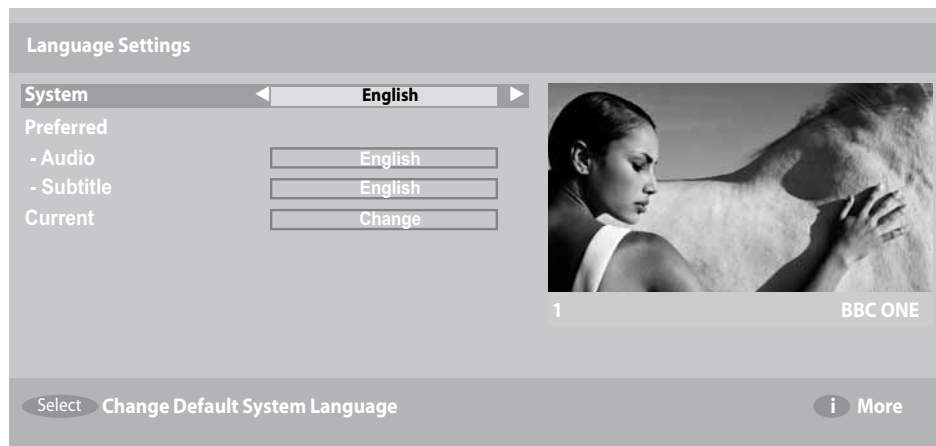 Language Settings
System English
Preferred
- Audio English
- Subtitle English
Current Change
1 BBC ONE
Select Change Default System Language
i More